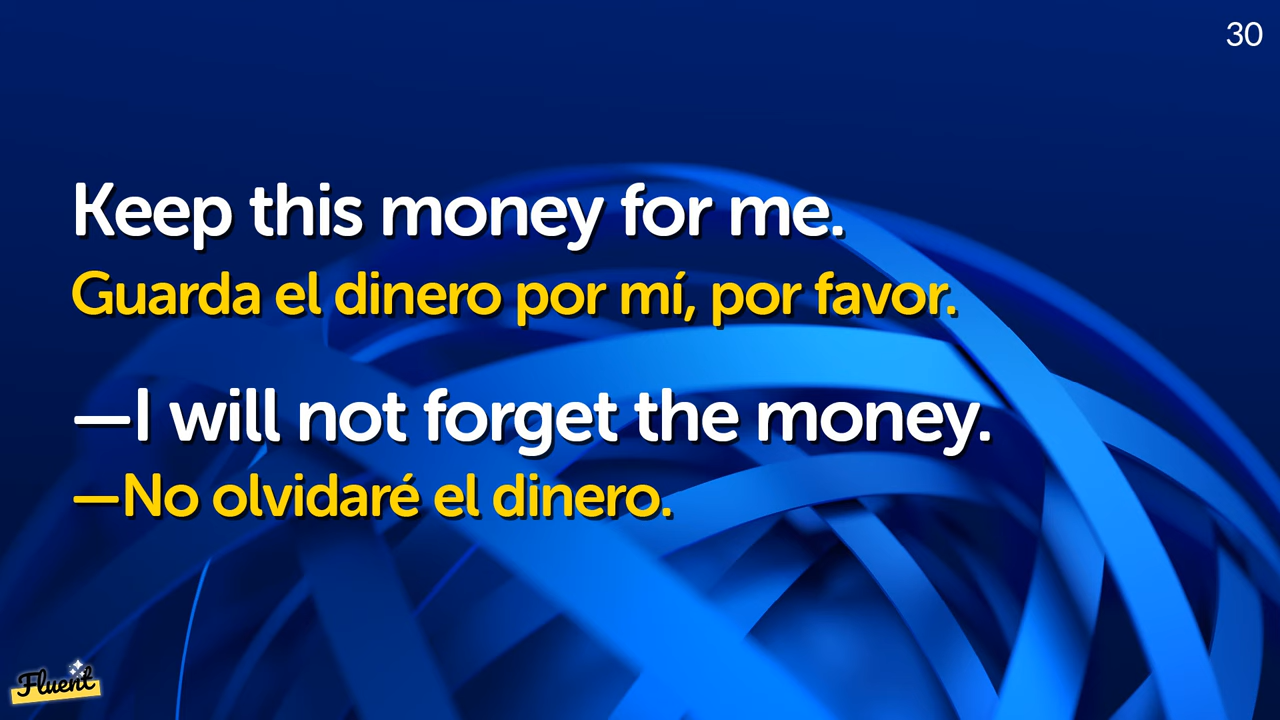 30
Keep this money for me.
Guarda el dinero por mí, por favor.
—I will not forget the money.
—No olvidaré el dinero.
Fluent